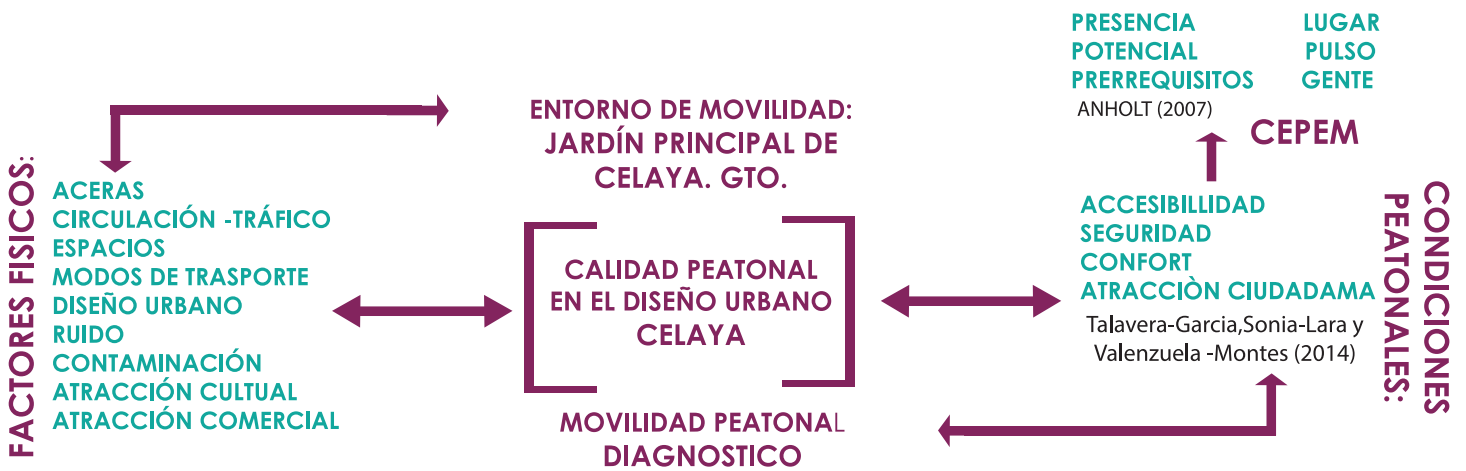 FACTORES FISICOS:
ACERAS
CIRCULACIÓN -TRÁFICO
ESPACIOS
MODOS DE TRASPORTE
DISEÑO URBANO
RUIDO
CONTAMINACIÓN
ATRACCIÓN CULTUAL
ATRACCIÓN COMERCIAL
ENTORNO DE MOVILIDAD:
JARDÍN PRINCIPAL DE
CELAYA. GTO.
CALIDAD PEATONAL
EN EL DISEÑO URBANO
CELAYA
MOVILIDAD PEATONAL
DIAGNOSTICO
PRESENCIA LUGAR
POTENCIAL PULSO
PRERREQUISITOS GENTE
ANHOLT (2007)
CEPEM
ACCESIBILLIDAD
SEGURIDAD
CONFORT
ATRACCIÒN CIUDADAMA
Talavera-Garcia,Sonia-Lara y
Valenzuela -Montes (2014)
CONDICIONES
PEATONALES: